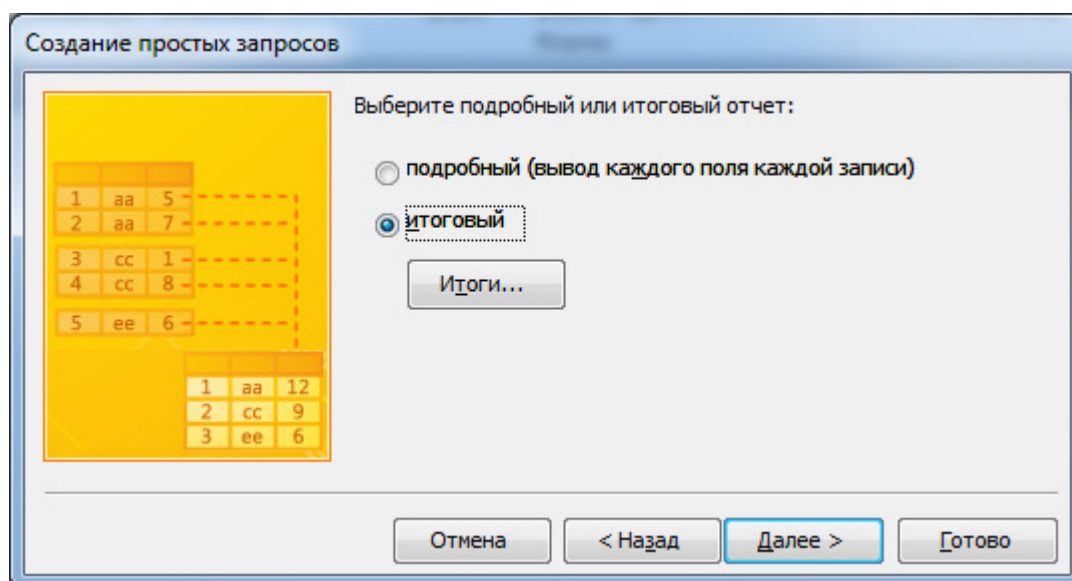 Создание простых запросов
Выберите подробный или итоговый отчет:
подробный (вывод каждого поля каждой записи)
итоговый
Итоги...
1 aa 5
2 aa 7
3 cc 1
4 cc 8
5 ee 6
1 aa 12
2 cc 9
3 ee 6
Отмена
< Назад
Далее >
Готово